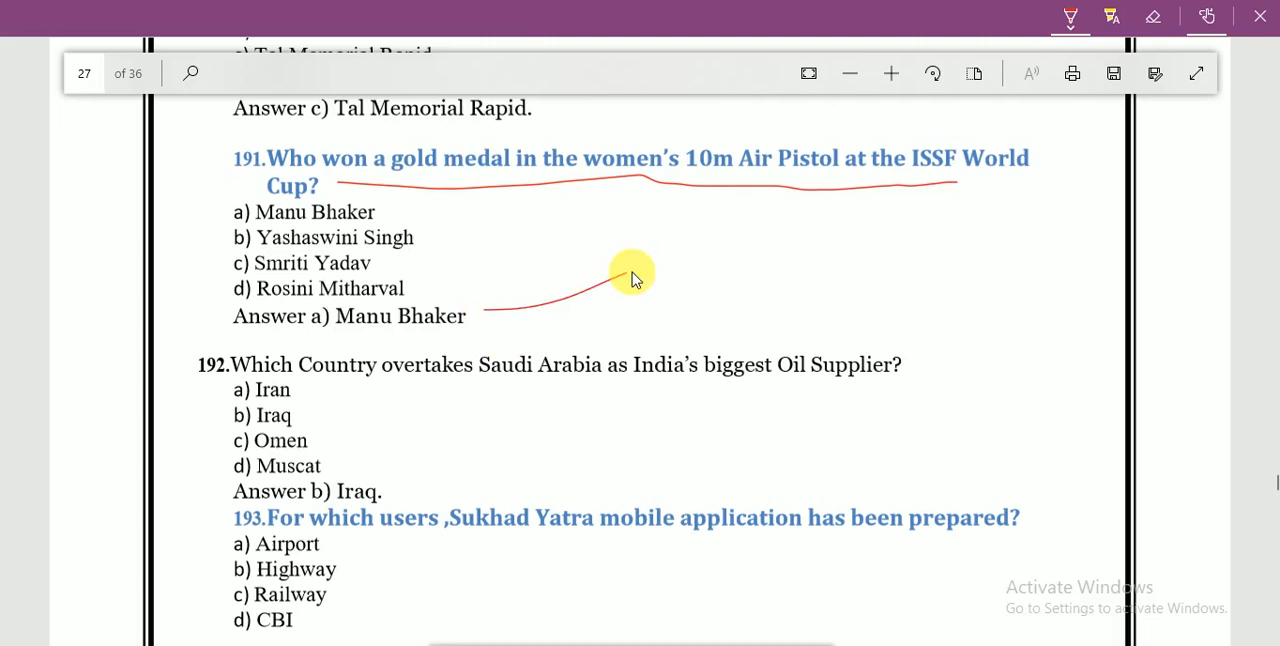 27 of 36
Answer c) Tal Memorial Rapid.
191.Who won a gold medal in the women's 10m Air Pistol at the ISSF World
Cup?
a) Manu Bhaker
b) Yashaswini Singh
c) Smriti Yadav
d) Rosini Mitharval
Answer a) Manu Bhaker
192.Which Country overtakes Saudi Arabia as India's biggest Oil Supplier?
a) Iran
b) Iraq
c) Omen
d) Muscat
Answer b) Iraq.
193.For which users ,Sukhad Yatra mobile application has been prepared?
a) Airport
b) Highway
c) Railway
d) CBI
Activate Windows
Go to Settings to activate Windows.